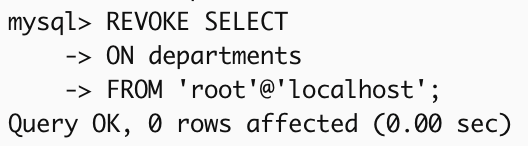 mysql> REVOKE SELECT
    -> ON departments
    -> FROM 'root'@'localhost';
Query OK, 0 rows affected (0.00 sec)